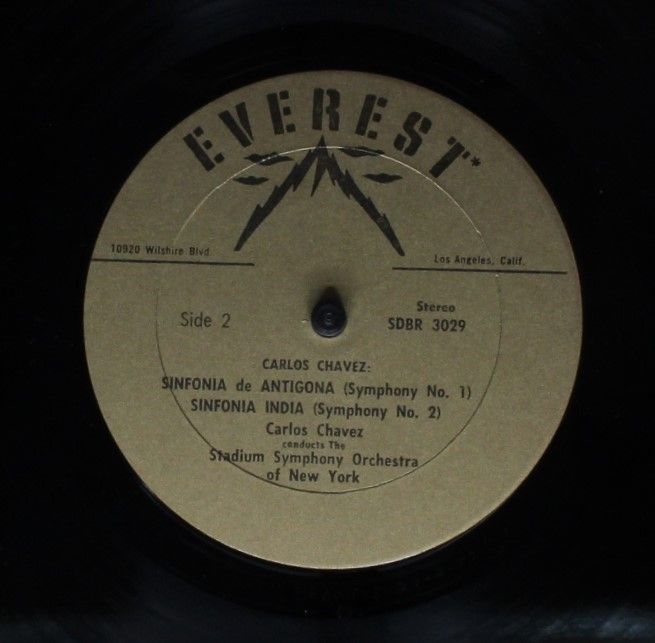 EVEREST*
10920 Wilshire Blvd
Los Angeles, Calif.
Side 2
Stereo
SDBR 3029
CARLOS CHAVEZ:
SINFONIA de ANTIGONA (Symphony No. 1)
SINFONIA INDIA (Symphony No. 2)
Carlos Chavez
conducts The
Stadium Symphony Orchestra
of New York